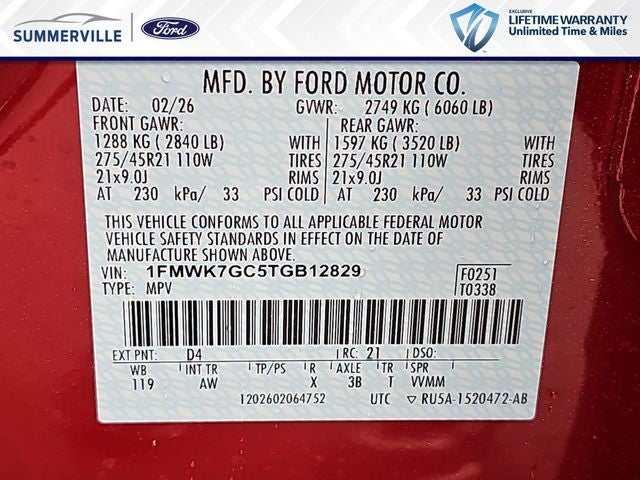 SUMMERVILLE Ford EXCLUSIVE
LIFETIME WARRANTY
Unlimited Time & Miles
MFD. BY FORD MOTOR CO.
DATE: 02/26 GVWR: 2749 KG ( 6060 LB)
FRONT GAWR: REAR GAWR:
1288 KG ( 2840 LB) WITH 1597 KG ( 3520 LB) WITH
275/45R21 110W TIRES 275/45R21 110W TIRES
21x9.0J RIMS 21x9.0J RIMS
AT 230 kPa/ 33 PSI COLD AT 230 kPa/ 33 PSI COLD
THIS VEHICLE CONFORMS TO ALL APPLICABLE FEDERAL MOTOR
VEHICLE SAFETY STANDARDS IN EFFECT ON THE DATE OF
MANUFACTURE SHOWN ABOVE.
VIN: 1FMWK7GC5TGB12829 F0251
TYPE: MPV T0338
EXT PNT: D4 RC: 21 DSO:
WB INT TR TP/PS R AXLE TR SPR
119 AW X 3B T VVMM
1202602064752 UTC ▽ RU5A-1520472-AB